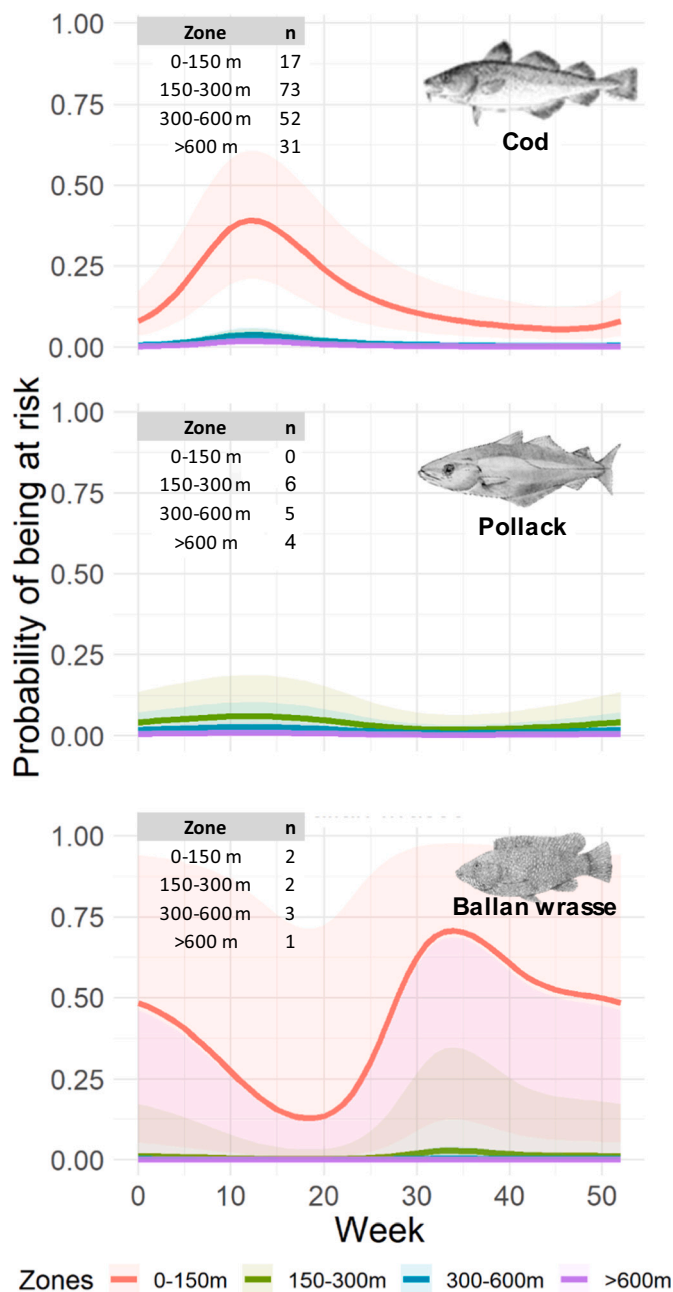 Probability of being at risk
1.00
0.75
0.50
0.25
0.00
Zone n
0-150 m 17
150-300 m 73
300-600 m 52
>600 m 31
Cod
1.00
0.75
0.50
0.25
0.00
Zone n
0-150 m 0
150-300 m 6
300-600 m 5
>600 m 4
Pollack
1.00
0.75
0.50
0.25
0.00
Zone n
0-150 m 2
150-300 m 2
300-600 m 3
>600 m 1
Ballan wrasse
0 10 20 30 40 50
Week
Zones 0-150m 150-300m 300-600m >600m